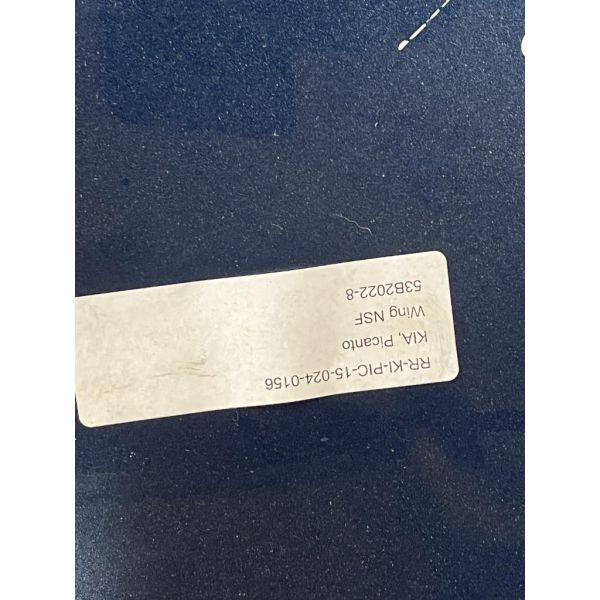 RR-KI-PIC-15-024-0156
KIA, Picanto
Wing NSF
53B2022-8